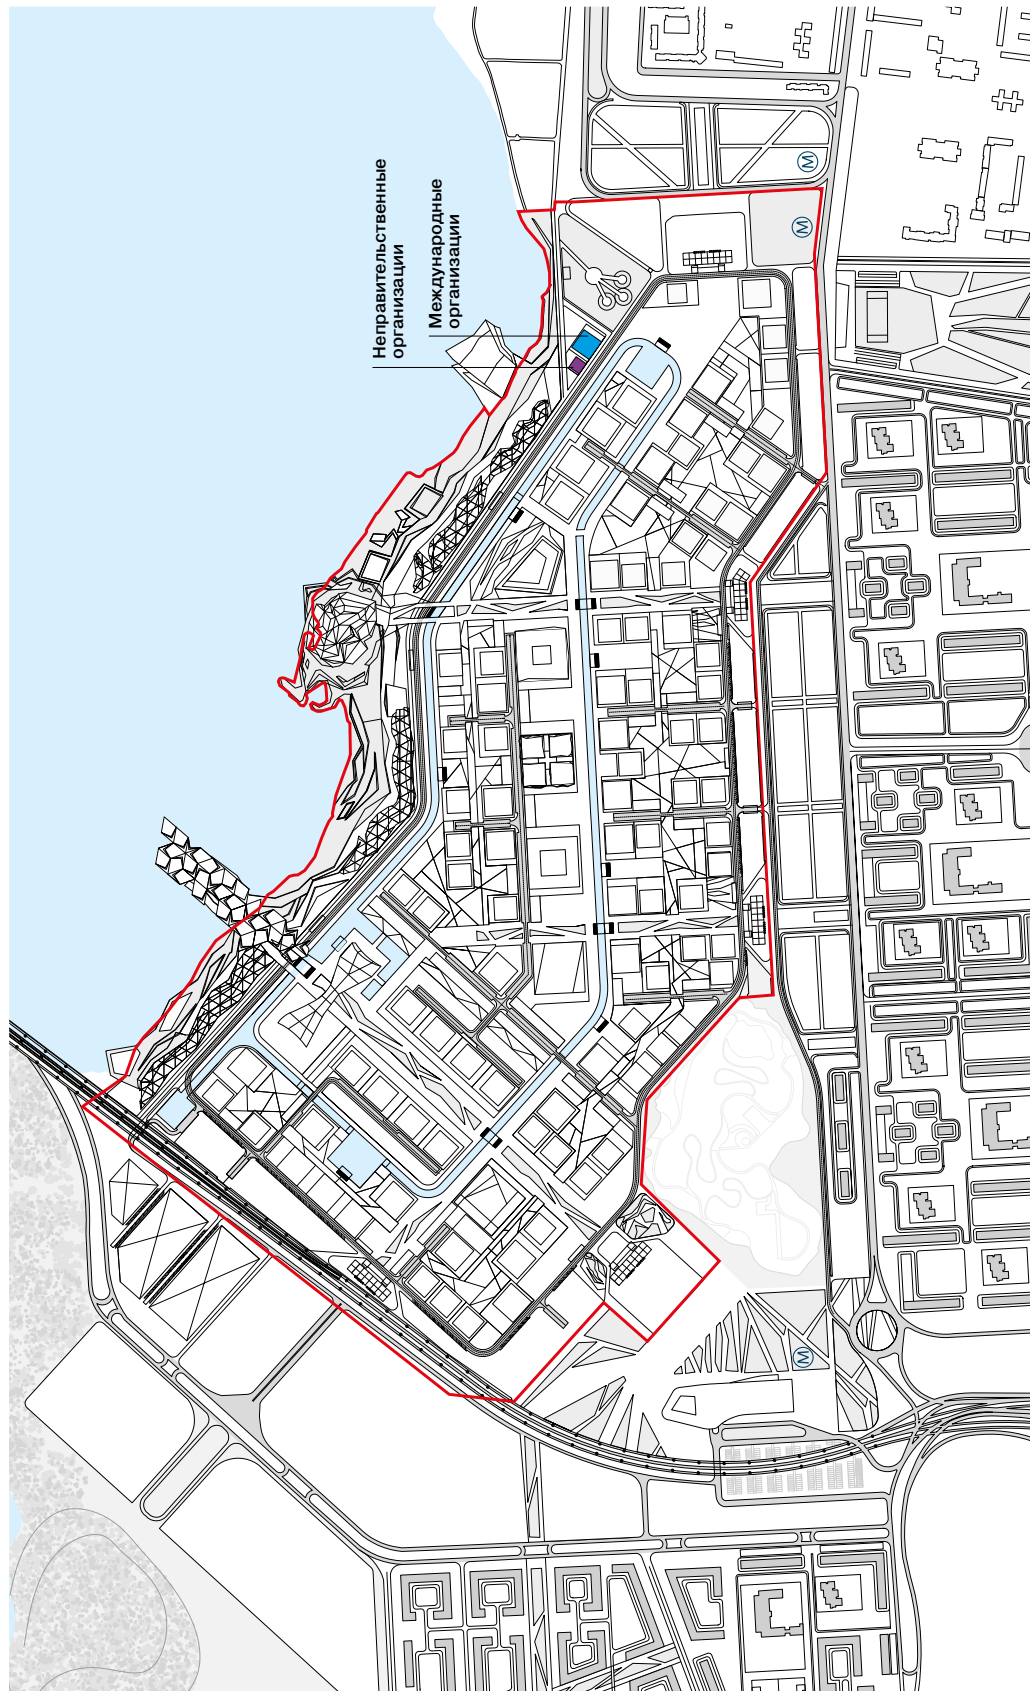 Неправительственные
организации
Международные
организации
M
M
M